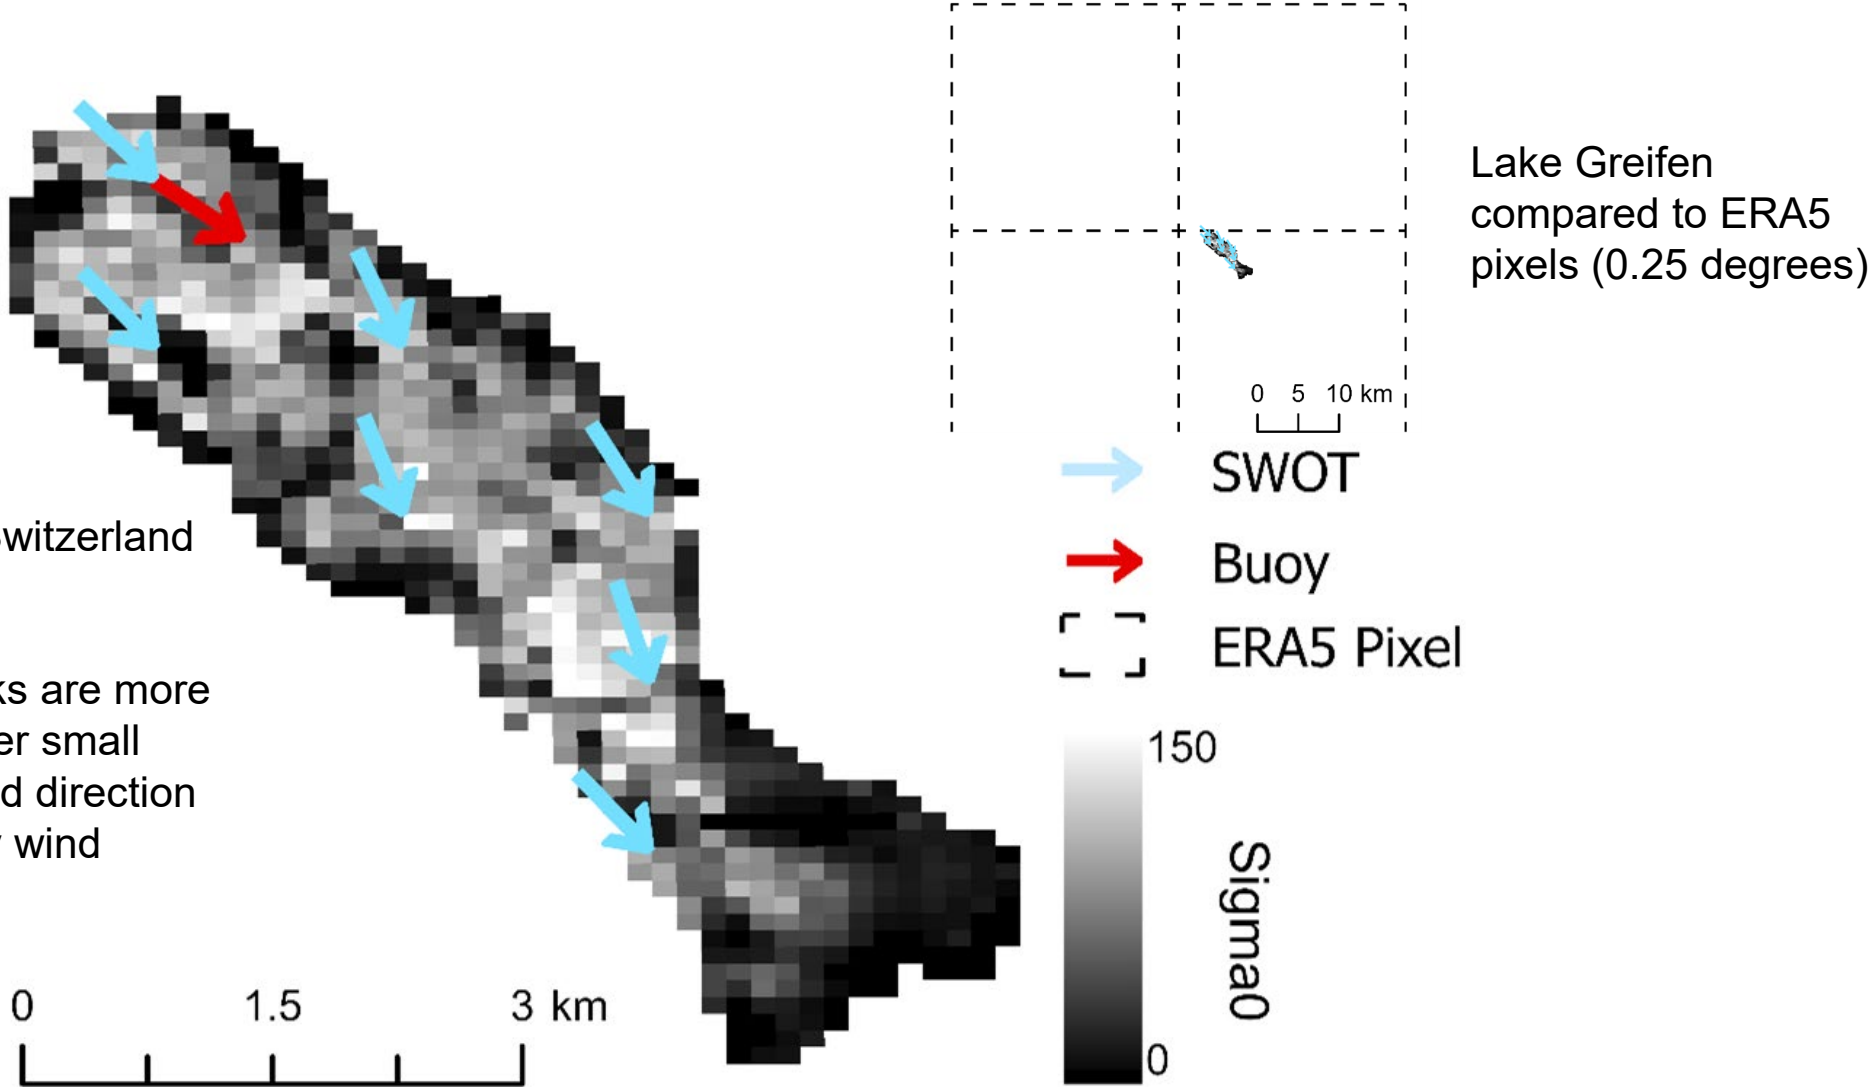 Lake Greifen
compared to ERA5
pixels (0.25 degrees)
0 5 10 km
SWOT
Buoy
ERA5 Pixel
150
Sigma0
0
witzerland
ks are more
er small
d direction
wind
0 1.5 3 km